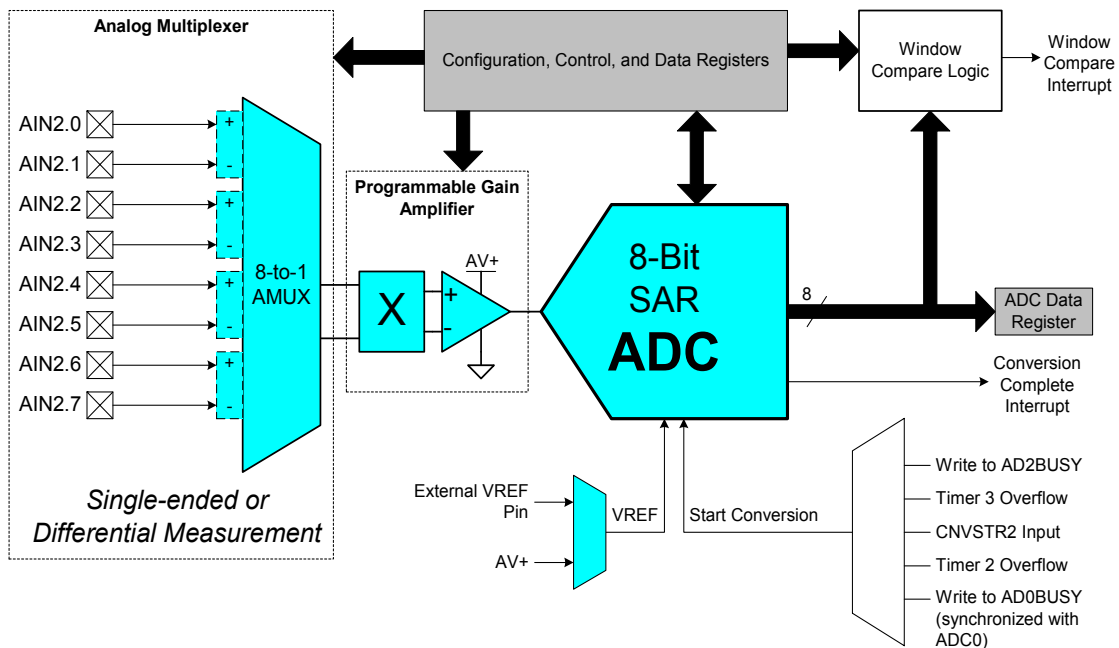 Analog Multiplexer
Configuration, Control, and Data Registers
Window
Compare Logic
Window
Compare
Interrupt
AIN2.0
+
AIN2.1
-
AIN2.2
+
AIN2.3
-
AIN2.4
+
AIN2.5
-
AIN2.6
+
AIN2.7
-
8-to-1
AMUX
Single-ended or
Differential Measurement
Programmable Gain
Amplifier
X
+
-
AV+
8-Bit
SAR
ADC
8
ADC Data
Register
Conversion
Complete
Interrupt
External VREF
Pin
AV+
VREF
Start Conversion
Write to AD2BUSY
Timer 3 Overflow
CNVSTR2 Input
Timer 2 Overflow
Write to AD0BUSY
(synchronized with
ADC0)